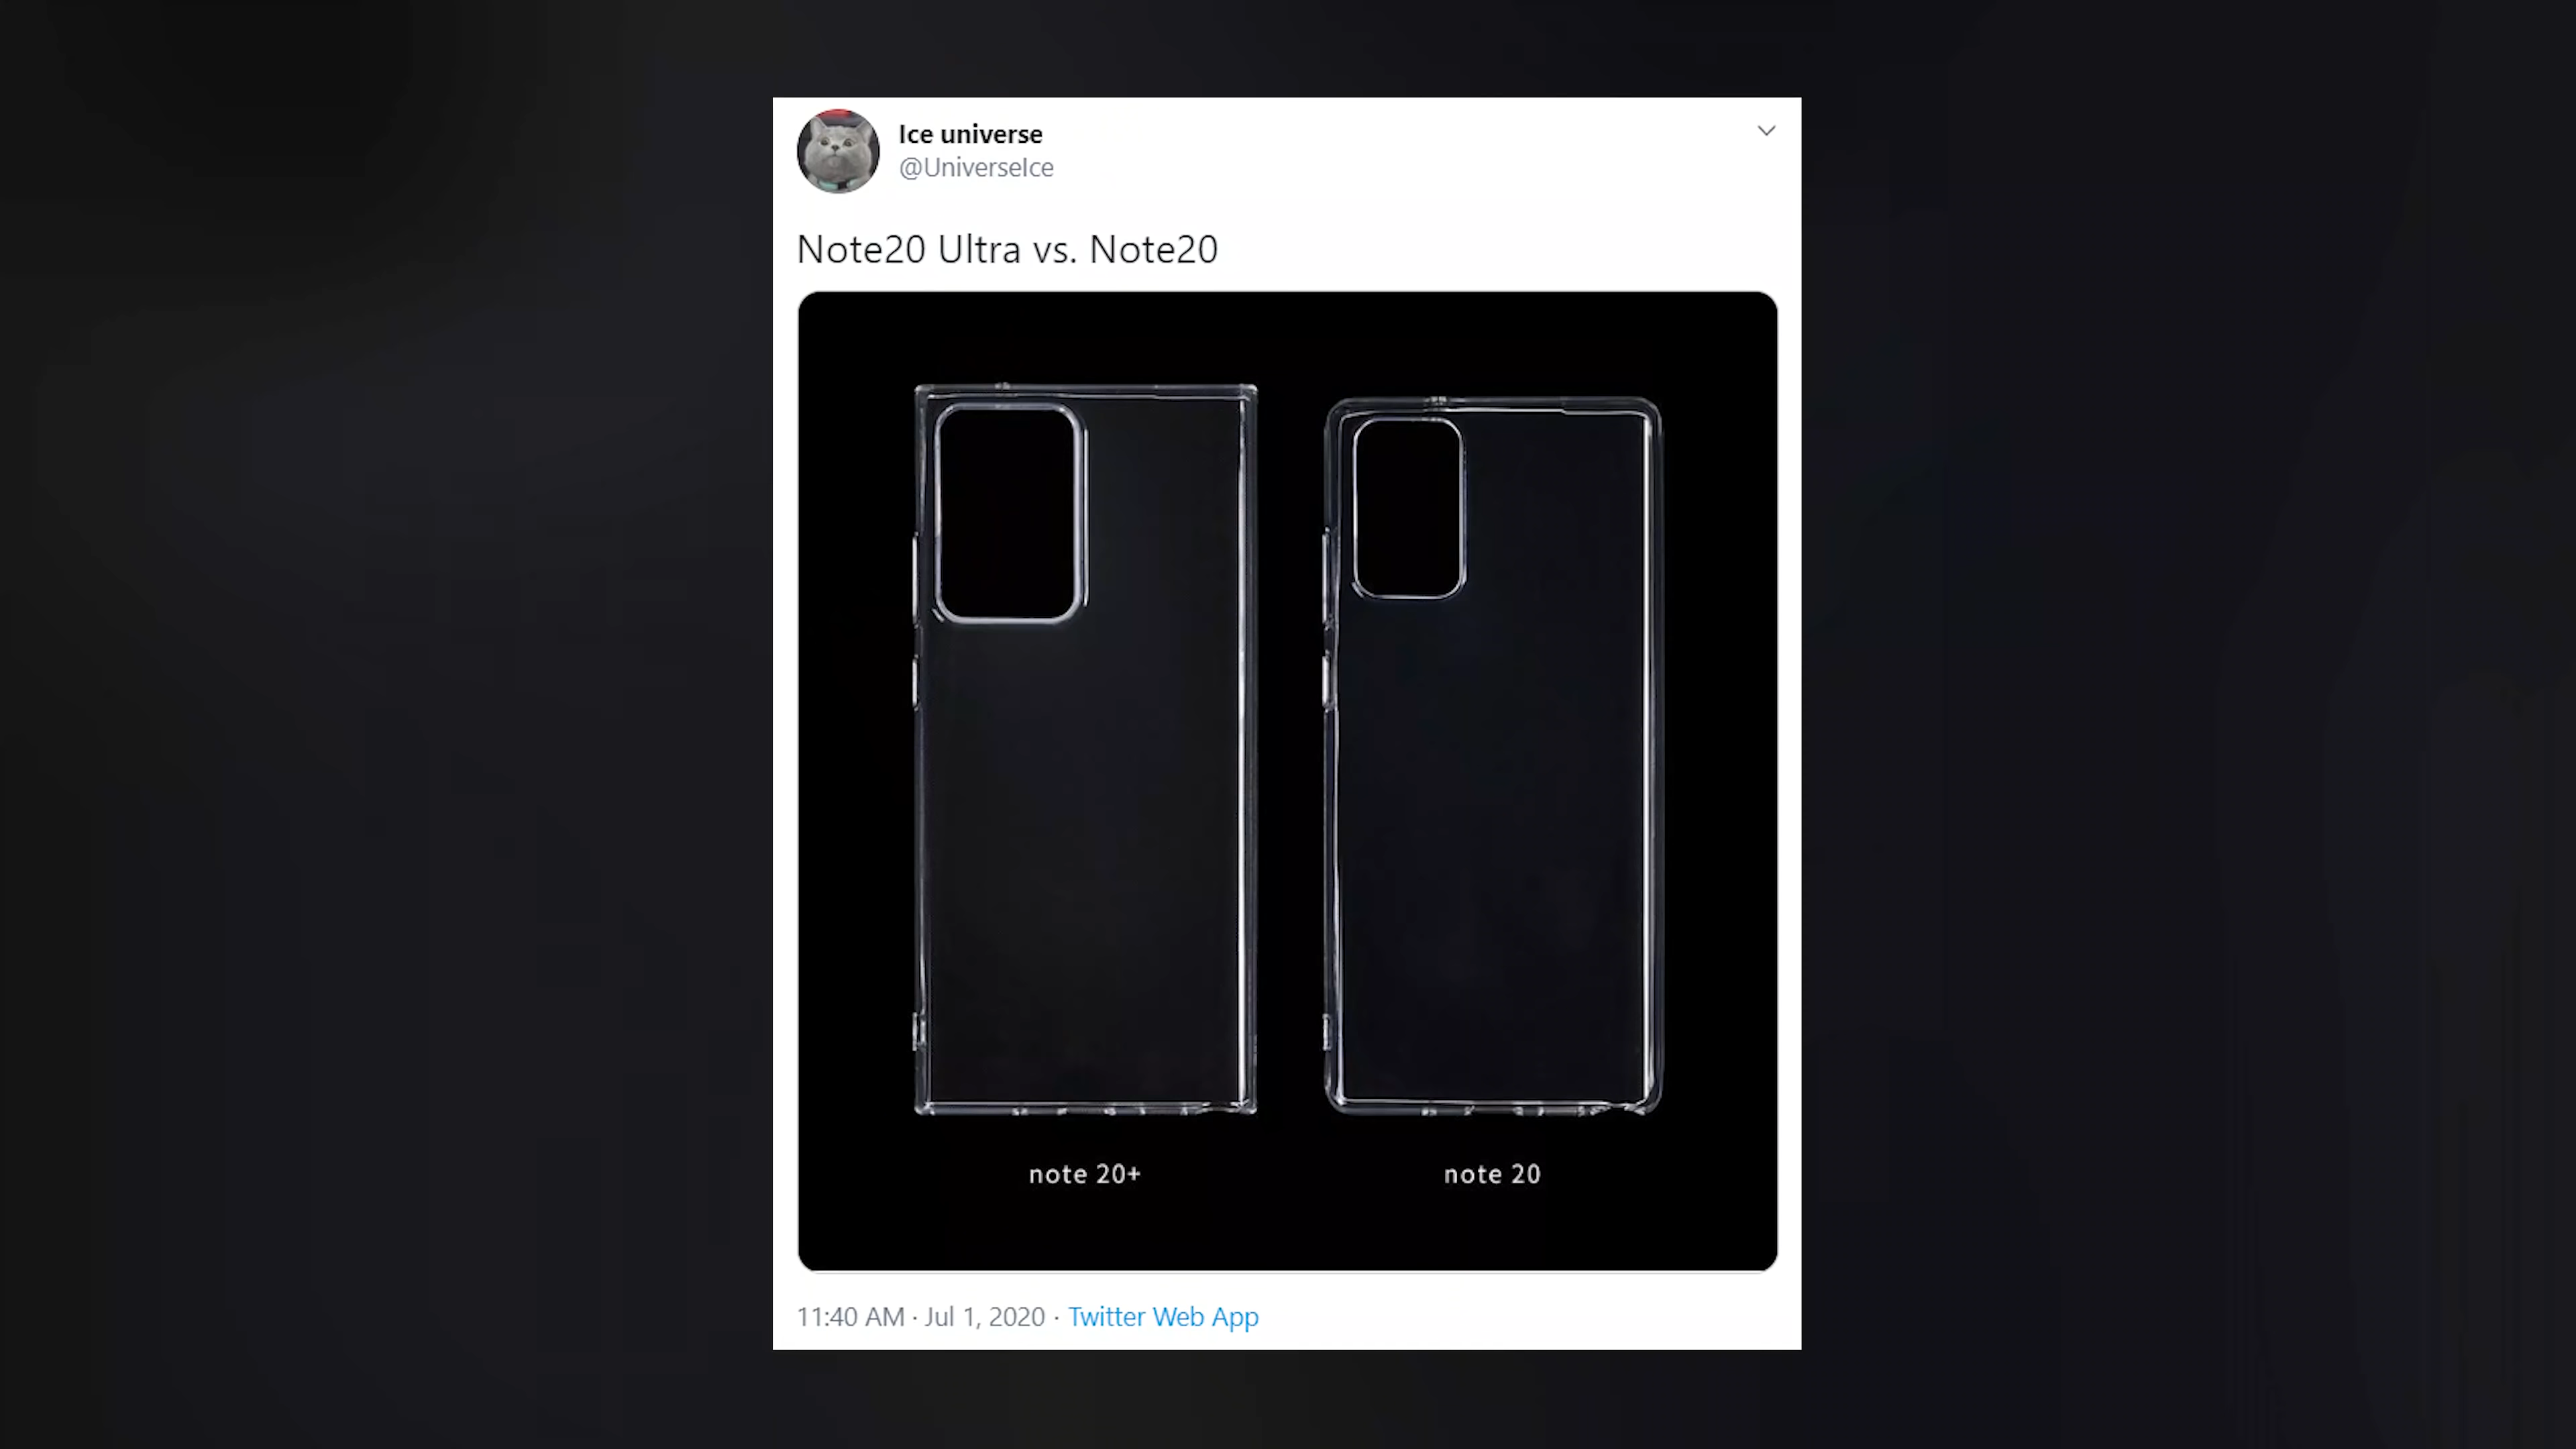 Ice universe
@UniverseIce
Note20 Ultra vs. Note20
note 20+
note 20
11:40 AM · Jul 1, 2020 · Twitter Web App